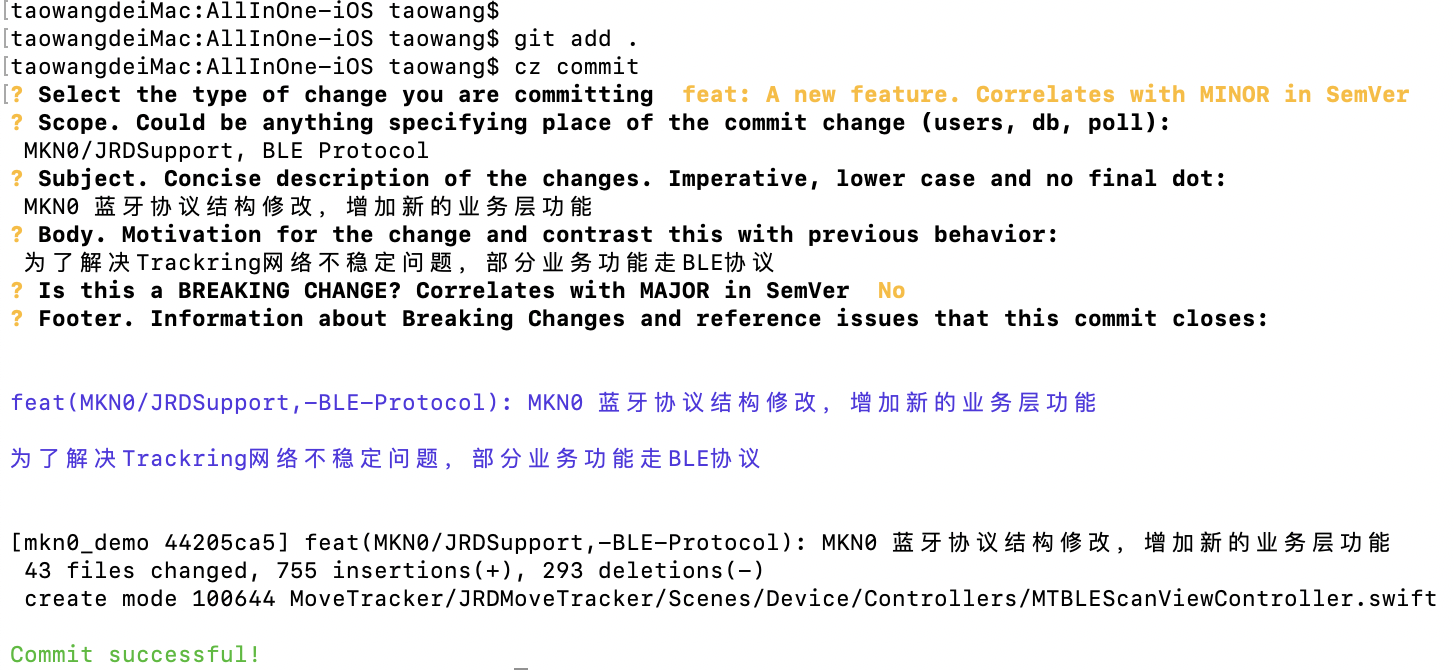 [taowangdeiMac:AllInOne-iOS taowang$
[taowangdeiMac:AllInOne-iOS taowang$ git add .
[taowangdeiMac:AllInOne-iOS taowang$ cz commit
[? Select the type of change you are committing  feat: A new feature. Correlates with MINOR in SemVer
? Scope. Could be anything specifying place of the commit change (users, db, poll):
MKN0/JRDSupport, BLE Protocol
? Subject. Concise description of the changes. Imperative, lower case and no final dot:
MKN0 蓝牙协议结构修改，增加新的业务层功能
? Body. Motivation for the change and contrast this with previous behavior:
为了解决Trackring网络不稳定问题，部分业务功能走BLE协议
? Is this a BREAKING CHANGE? Correlates with MAJOR in SemVer  No
? Footer. Information about Breaking Changes and reference issues that this commit closes:
feat(MKN0/JRDSupport,-BLE-Protocol): MKN0 蓝牙协议结构修改，增加新的业务层功能
为了解决Trackring网络不稳定问题，部分业务功能走BLE协议
[mkn0_demo 44205ca5] feat(MKN0/JRDSupport,-BLE-Protocol): MKN0 蓝牙协议结构修改，增加新的业务层功能
43 files changed, 755 insertions(+), 293 deletions(-)
create mode 100644 MoveTracker/JRDMoveTracker/Scenes/Device/Controllers/MTBLEScanViewController.swift
Commit successful!